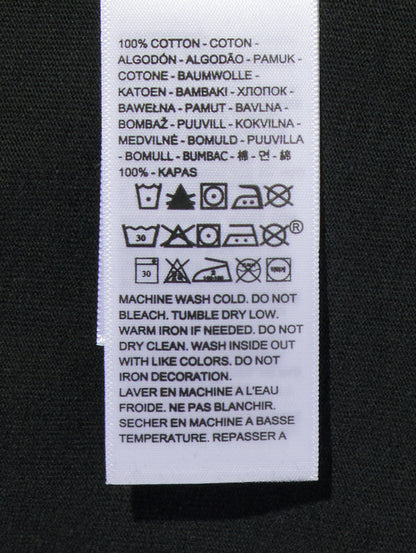 100% COTTON - COTON -
ALGODÓN - ALGODÃO - PAMUK -
COTONE - BAUMWOLLE -
KATOEN - BAMBAKI - ХЛОПОК -
BAWEŁNA - PAMUT - BAVLNA -
BOMBAŽ - PUUVILL - KOKVILNA -
MEDVILNĖ - BOMULD - PUUVILLA
- BOMULL - BUMBAC - 棉 - 면 - 綿
100% - KAPAS
30 ®
30
MACHINE WASH COLD. DO NOT
BLEACH. TUMBLE DRY LOW.
WARM IRON IF NEEDED. DO NOT
DRY CLEAN. WASH INSIDE OUT
WITH LIKE COLORS. DO NOT
IRON DECORATION.
LAVER EN MACHINE A L'EAU
FROIDE. NE PAS BLANCHIR.
SECHER EN MACHINE A BASSE
TEMPERATURE. REPASSER A